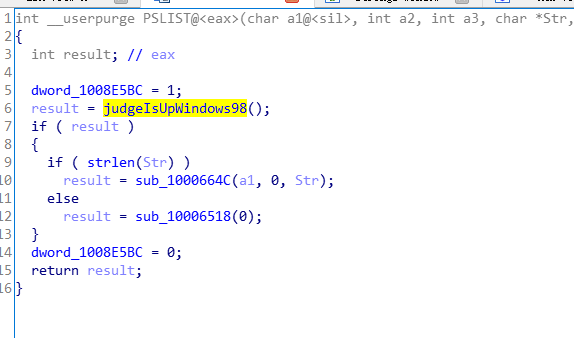 1 int __userpurge PSLIST@<eax>(char a1@<sil>, int a2, int a3, char *Str,
2 {
3   int result; // eax
4
5   dword_1008E5BC = 1;
6   result = judgeIsUpWindows98();
7   if ( result )
8   {
9     if ( strlen(Str) )
10       result = sub_1000664C(a1, 0, Str);
11     else
12       result = sub_10006518(0);
13   }
14   dword_1008E5BC = 0;
15   return result;
16 }